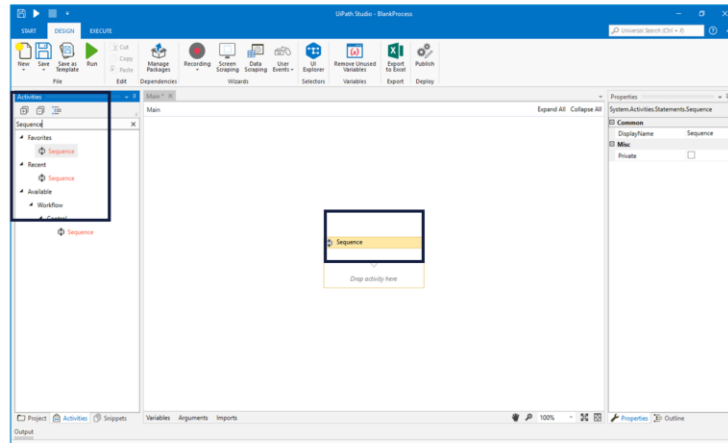 UiPath Studio - BlankProcess
START DESIGN EXECUTE
Universal Search (Ctrl + F)
New Save Save as Template Run
Cut
Copy
Paste
Manage Packages
Recording Screen Scraping Data Scraping User Events
UI Explorer
Remove Unused Variables
Export to Excel
Publish
File Edit Dependencies Wizards Selectors Variables Export Deploy
Activities
Sequence
Favorites
Sequence
Recent
Sequence
Available
Workflow
Control
Sequence
Main* X
Main
Expand All Collapse All
Sequence
Drop activity here
Properties
System.Activities.Statements.Sequence
Common
DisplayName Sequence
Misc
Private
Project Activities Snippets
Variables Arguments Imports
100%
Properties Outline
Output